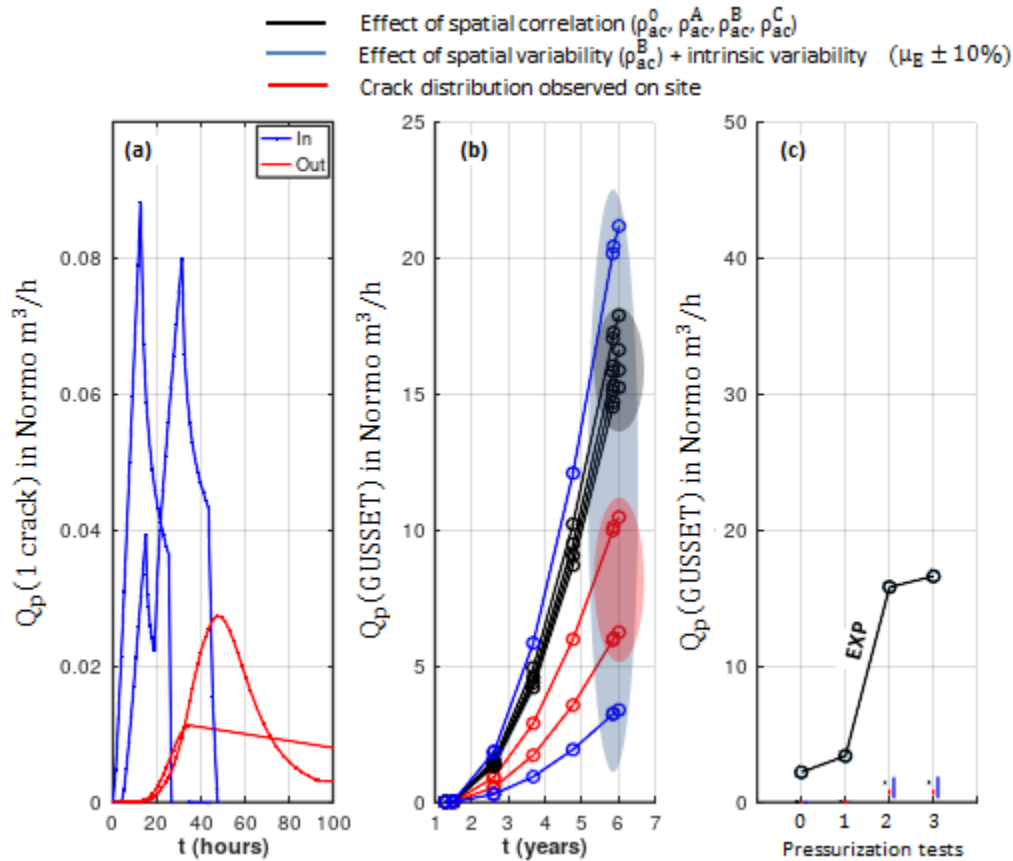 Effect of spatial correlation (ρ⁰ac, ρᴬac, ρᴮac, ρꟲac)
Effect of spatial variability (ρᴮac) + intrinsic variability (μE ± 10%)
Crack distribution observed on site
(a)
In
Out
0.08
0.06
0.04
0.02
0
0 20 40 60 80 100
t (hours)
Qp(1 crack) in Normo m³/h
(b)
25
20
15
10
5
0
1 2 3 4 5 6 7
t (years)
Qp(GUSSET) in Normo m³/h
(c)
50
40
30
20
10
0
EXP
0 1 2 3
Pressurization tests
Qp(GUSSET) in Normo m³/h